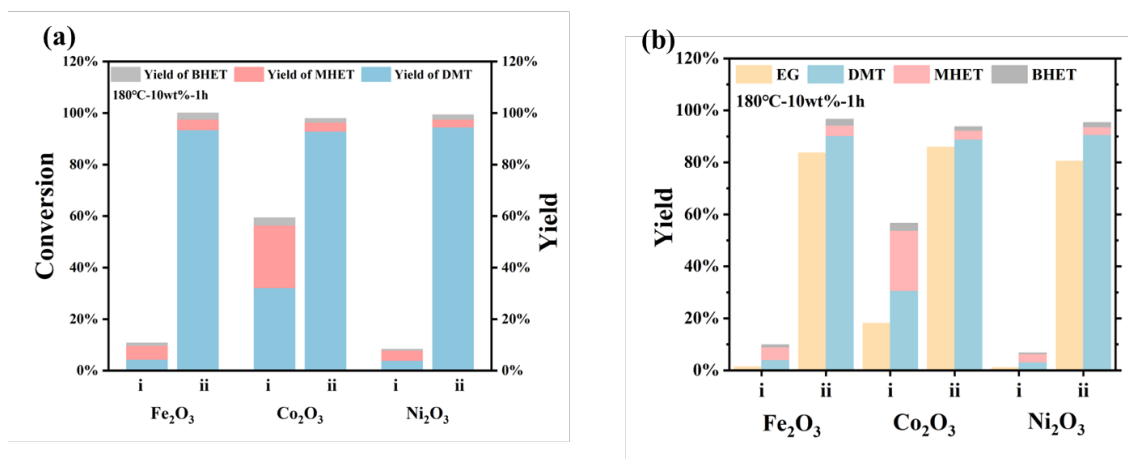 (a)
120%
100%
80%
60%
40%
20%
0%
Conversion
Yield of BHET Yield of MHET Yield of DMT
180℃-10wt%-1h
120%
100%
80%
60%
40%
20%
0%
Yield
i ii i ii i ii
Fe₂O₃ Co₂O₃ Ni₂O₃
(b)
120%
100%
80%
60%
40%
20%
0%
Yield
EG DMT MHET BHET
180℃-10wt%-1h
i ii i ii i ii
Fe₂O₃ Co₂O₃ Ni₂O₃